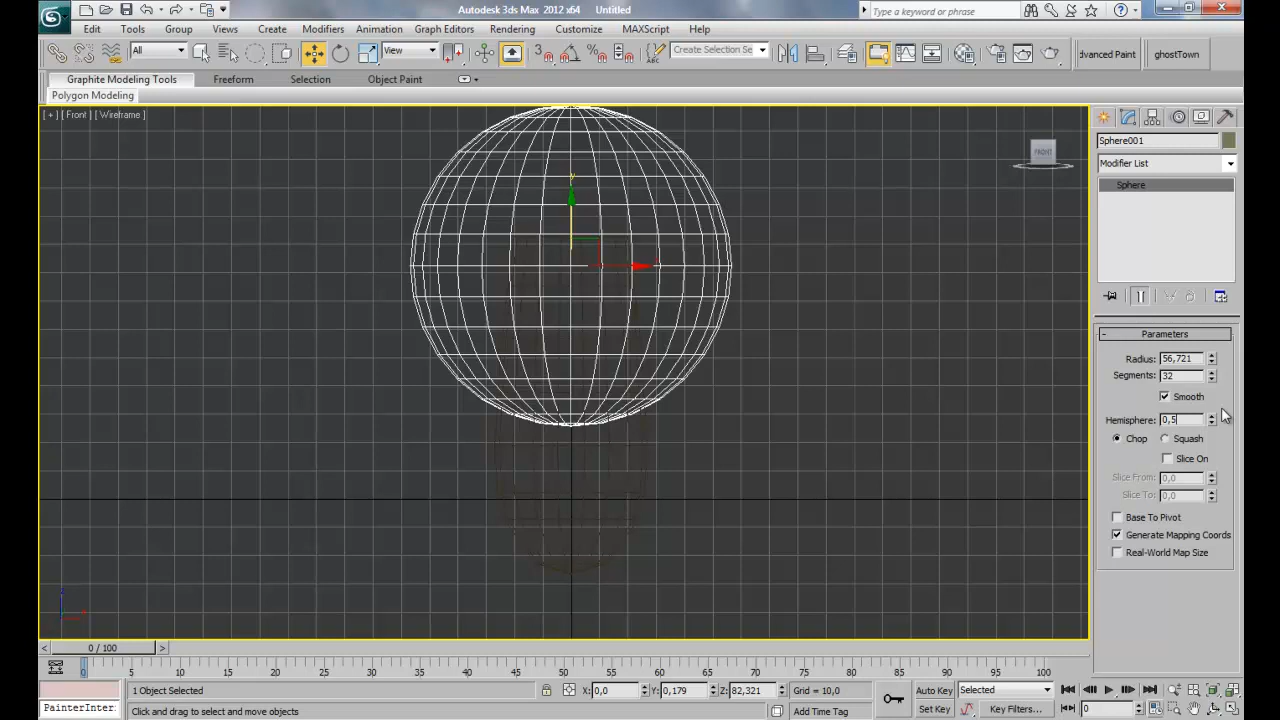 Autodesk 3ds Max 2012 x64 Untitled
Type a keyword or phrase
Edit Tools Group Views Create Modifiers Animation Graph Editors Rendering Customize MAXScript Help
All View 3 Create Selection Se dvanced Paint ghostTown
Graphite Modeling Tools Freeform Selection Object Paint
Polygon Modeling
[ + ] [ Front ] [ Wireframe ]
FRONT
y
Sphere001
Modifier List
Sphere
- Parameters
Radius: 56,721
Segments: 32
Smooth
Hemisphere: 0,5
Chop Squash
Slice On
Slice From: 0,0
Slice To: 0,0
Base To Pivot
Generate Mapping Coords
Real-World Map Size
< 0 / 100 >
0 5 10 15 20 25 30 35 40 45 50 55 60 65 70 75 80 85 90 95 100
1 Object Selected X: 0,0 Y: 0,179 Z: 82,321 Grid = 10,0 Auto Key Selected
PainterInter: Click and drag to select and move objects Add Time Tag Set Key Key Filters... 0